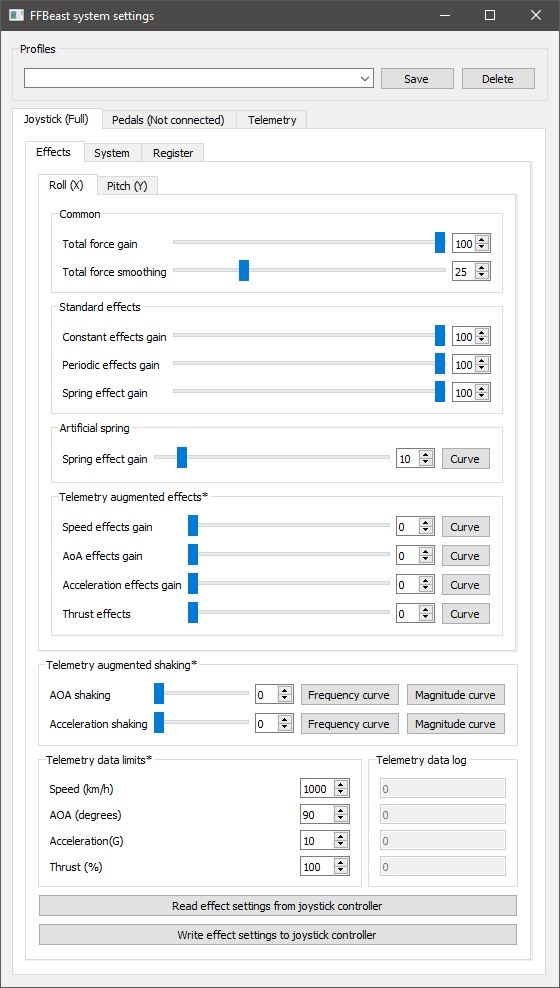 FFBeast system settings
Profiles
Save Delete
Joystick (Full) Pedals (Not connected) Telemetry
Effects System Register
Roll (X) Pitch (Y)
Common
Total force gain 100
Total force smoothing 25
Standard effects
Constant effects gain 100
Periodic effects gain 100
Spring effect gain 100
Artificial spring
Spring effect gain 10 Curve
Telemetry augmented effects*
Speed effects gain 0 Curve
AoA effects gain 0 Curve
Acceleration effects gain 0 Curve
Thrust effects 0 Curve
Telemetry augmented shaking*
AOA shaking 0 Frequency curve Magnitude curve
Acceleration shaking 0 Frequency curve Magnitude curve
Telemetry data limits* Telemetry data log
Speed (km/h) 1000 0
AOA (degrees) 90 0
Acceleration(G) 10 0
Thrust (%) 100 0
Read effect settings from joystick controller
Write effect settings to joystick controller